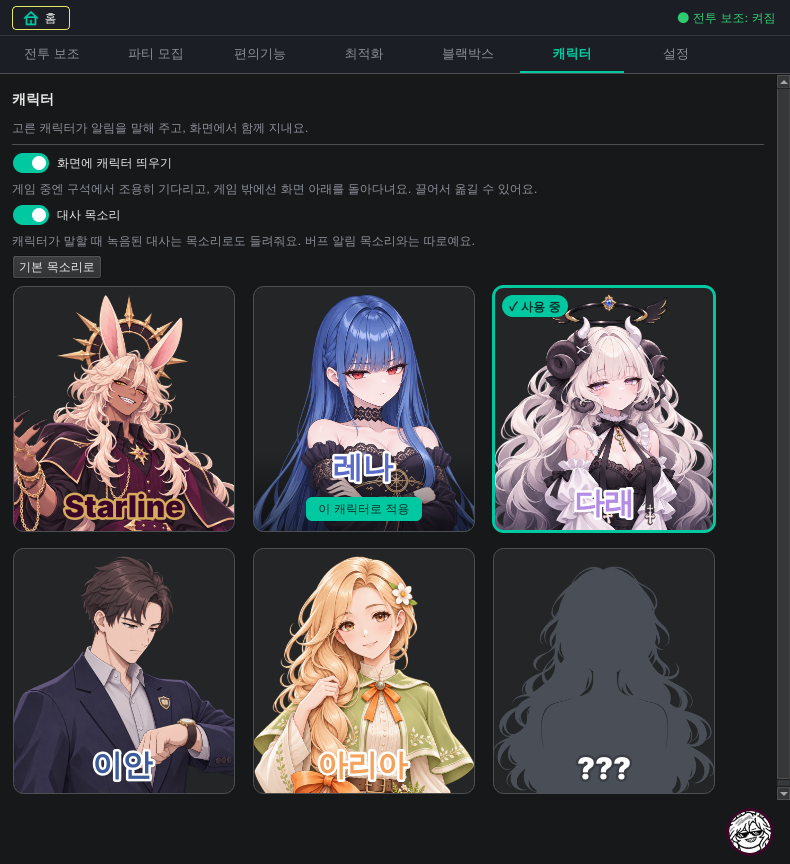 홈
전투 보조: 켜짐
전투 보조
파티 모집
편의기능
최적화
블랙박스
캐릭터
설정
캐릭터
고른 캐릭터가 알림을 말해 주고, 화면에서 함께 지내요.
화면에 캐릭터 띄우기
게임 중엔 구석에서 조용히 기다리고, 게임 밖에선 화면 아래를 돌아다녀요. 끌어서 옮길 수 있어요.
대사 목소리
캐릭터가 말할 때 녹음된 대사는 목소리로도 들려줘요. 버프 알림 목소리와는 따로예요.
기본 목소리로
Starline
레나
이 캐릭터로 적용
✓ 사용 중
다래
이안
아리아
???